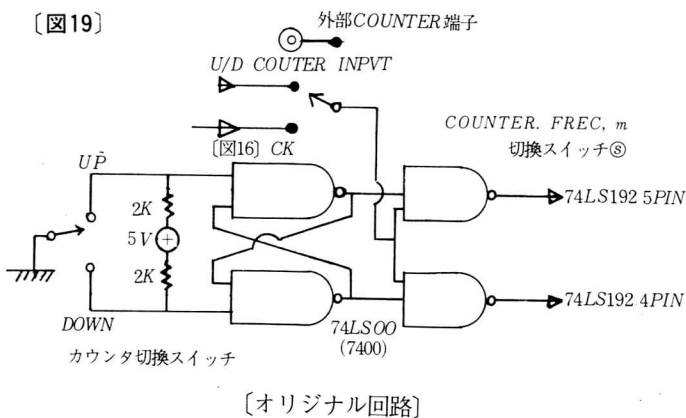 〔図19〕
外部COUNTER端子
U/D COUTER INPVT
COUNTER. FREC, m
切換スイッチⓈ
〔図16〕 CK
UP
2K
5V
+
2K
74LS192 5PIN
74LS192 4PIN
DOWN
74LS00
(7400)
カウンタ切換スイッチ
〔オリジナル回路〕